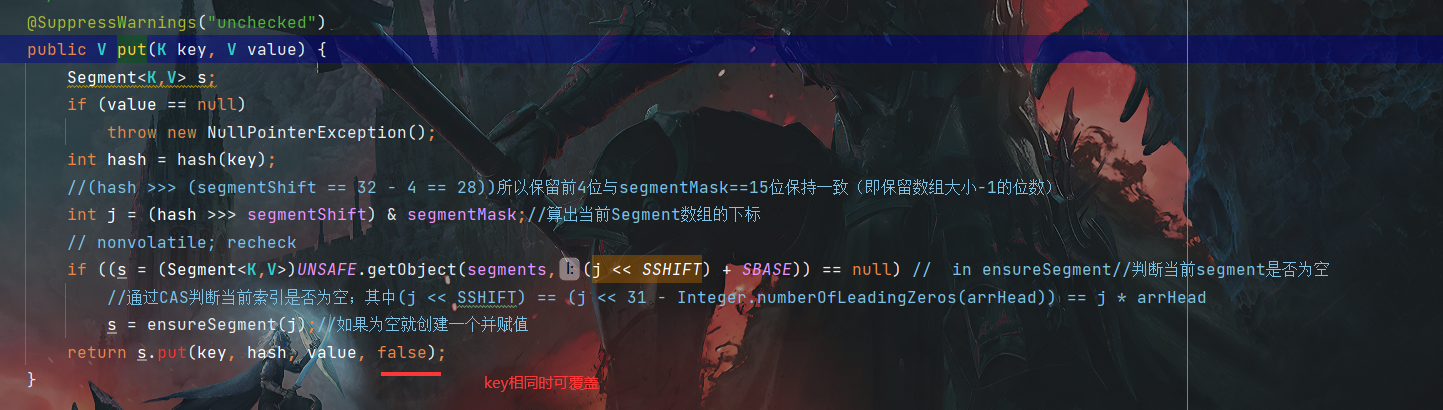 @SuppressWarnings("unchecked")
public V put(K key, V value) {
Segment<K,V> s;
if (value == null)
throw new NullPointerException();
int hash = hash(key);
//(hash >>> (segmentShift == 32 - 4 == 28))所以保留前4位与segmentMask==15位保持一致（即保留数组大小-1的位数）
int j = (hash >>> segmentShift) & segmentMask;//算出当前Segment数组的下标
// nonvolatile; recheck
if ((s = (Segment<K,V>)UNSAFE.getObject(segments, l: (j << SSHIFT) + SBASE)) == null) //  in ensureSegment//判断当前segment是否为空
//通过CAS判断当前索引是否为空；其中(j << SSHIFT) == (j << 31 - Integer.numberOfLeadingZeros(arrHead)) == j * arrHead
s = ensureSegment(j);//如果为空就创建一个并赋值
return s.put(key, hash, value, false);
}
key相同时可覆盖